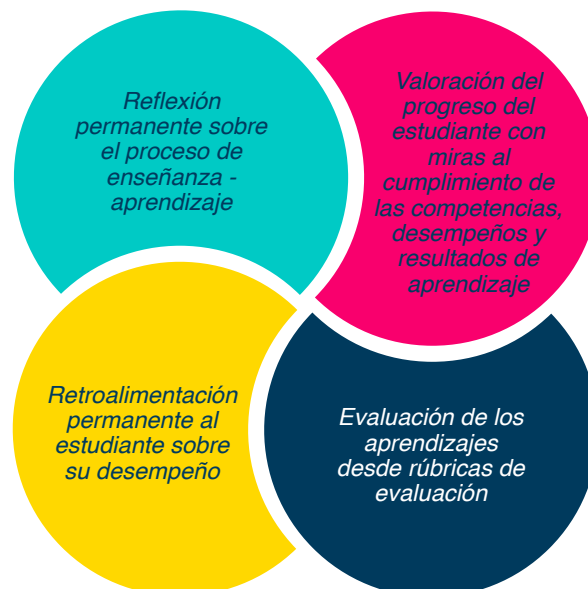 Reflexión
permanente sobre
el proceso de
enseñanza -
aprendizaje
Valoración del
progreso del
estudiante con
miras al
cumplimiento de
las competencias,
desempeños y
resultados de
aprendizaje
Retroalimentación
permanente al
estudiante sobre
su desempeño
Evaluación de los
aprendizajes
desde rúbricas de
evaluación